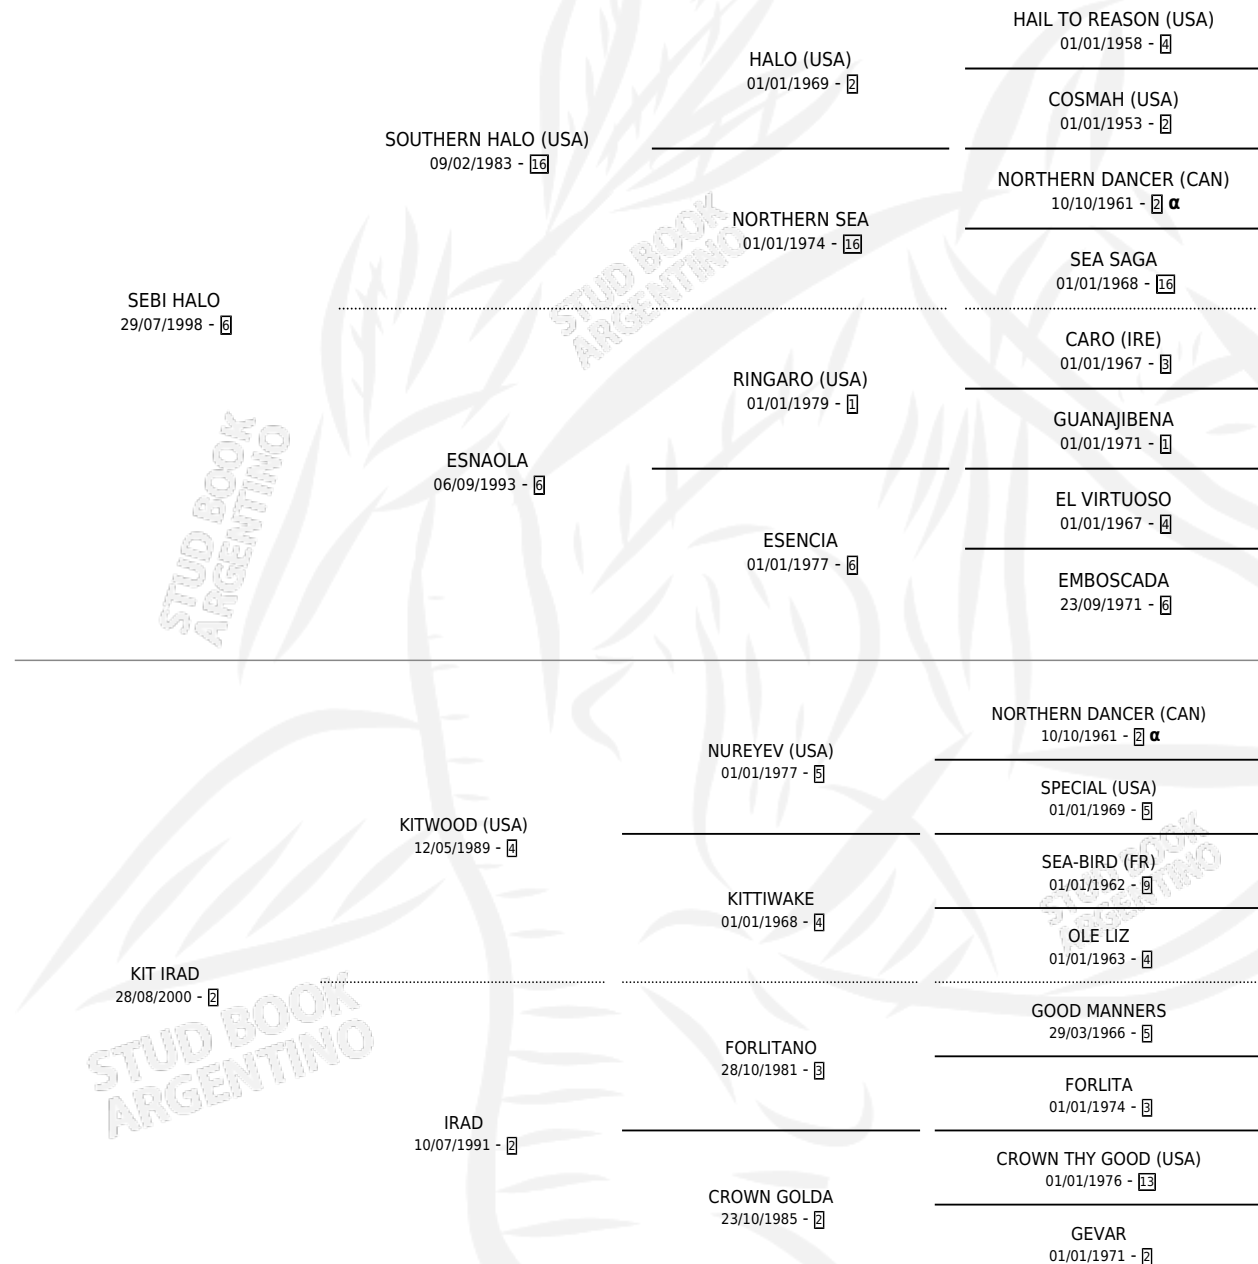 HAIL TO REASON (USA)
01/01/1958 - 4
HALO (USA)
01/01/1969 - 2
COSMAH (USA)
01/01/1953 - 2
SOUTHERN HALO (USA)
09/02/1983 - 16
NORTHERN DANCER (CAN)
10/10/1961 - 2 α
NORTHERN SEA
01/01/1974 - 16
SEA SAGA
01/01/1968 - 16
SEBI HALO
29/07/1998 - 6
CARO (IRE)
01/01/1967 - 3
RINGARO (USA)
01/01/1979 - 1
GUANAJIBENA
01/01/1971 - 1
ESNAOLA
06/09/1993 - 6
EL VIRTUOSO
01/01/1967 - 4
ESENCIA
01/01/1977 - 6
EMBOSCADA
23/09/1971 - 6
STUD BOOK
ARGENTINO
STUD BOOK
ARGENTINO
NORTHERN DANCER (CAN)
10/10/1961 - 2 α
NUREYEV (USA)
01/01/1977 - 5
SPECIAL (USA)
01/01/1969 - 5
KITWOOD (USA)
12/05/1989 - 4
SEA-BIRD (FR)
01/01/1962 - 9
KITTIWAKE
01/01/1968 - 4
OLE LIZ
01/01/1963 - 4
KIT IRAD
28/08/2000 - 2
GOOD MANNERS
29/03/1966 - 5
FORLITANO
28/10/1981 - 3
FORLITA
01/01/1974 - 3
IRAD
10/07/1991 - 2
CROWN THY GOOD (USA)
01/01/1976 - 13
CROWN GOLDA
23/10/1985 - 2
GEVAR
01/01/1971 - 2
STUD BOOK
ARGENTINO
STUD BOOK
ARGENTINO